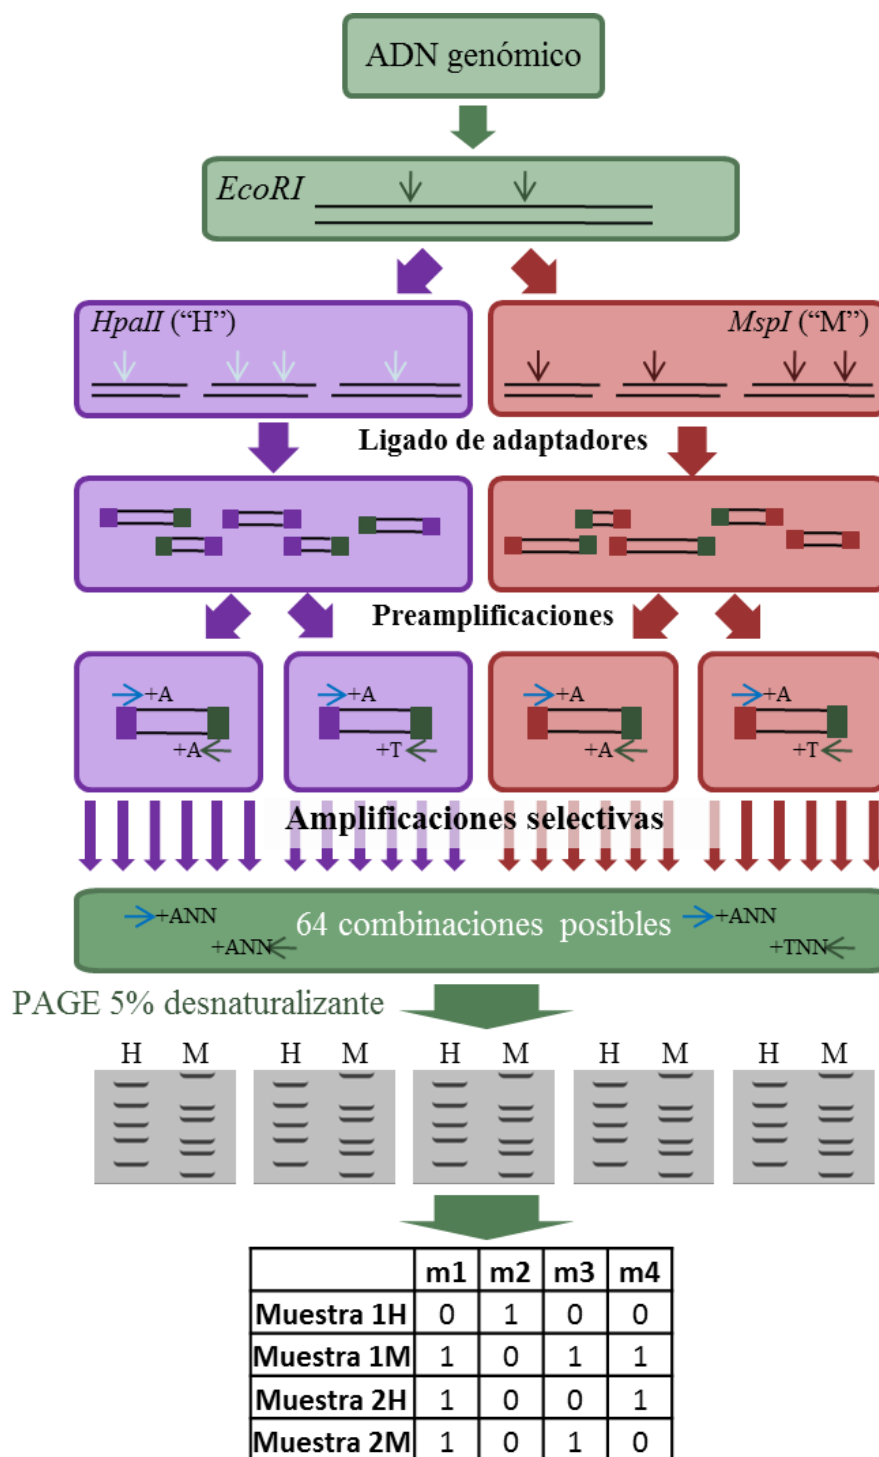 ADN genómico
EcoRI
HpaII (“H”)
MspI (“M”)
Ligado de adaptadores
Preamplificaciones
+A
+A
+A
+A
+A
+T
+A
+T
Amplificaciones selectivas
+ANN
64 combinaciones posibles
+ANN
+ANN
+TNN
PAGE 5% desnaturalizante
H M H M H M H M H M
m1 m2 m3 m4
Muestra 1H 0 1 0 0
Muestra 1M 1 0 1 1
Muestra 2H 1 0 0 1
Muestra 2M 1 0 1 0